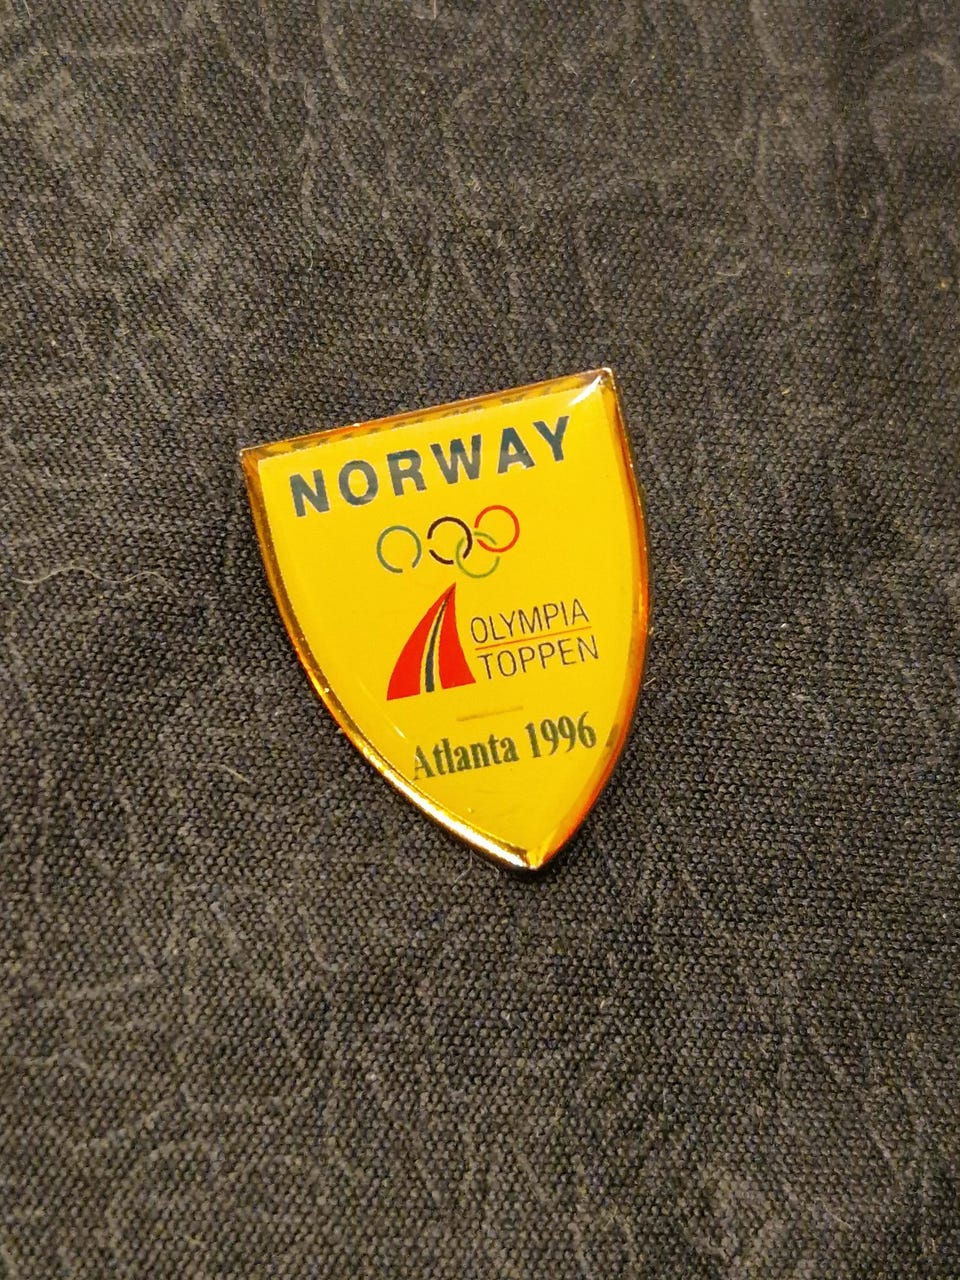 NORWAY
OLYMPIA
TOPPEN
Atlanta 1996